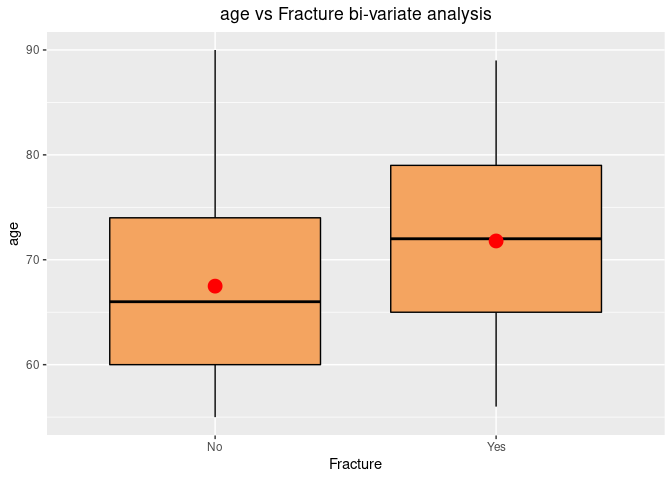 age vs Fracture bi-variate analysis
90
80
70
60
age
No
Yes
Fracture